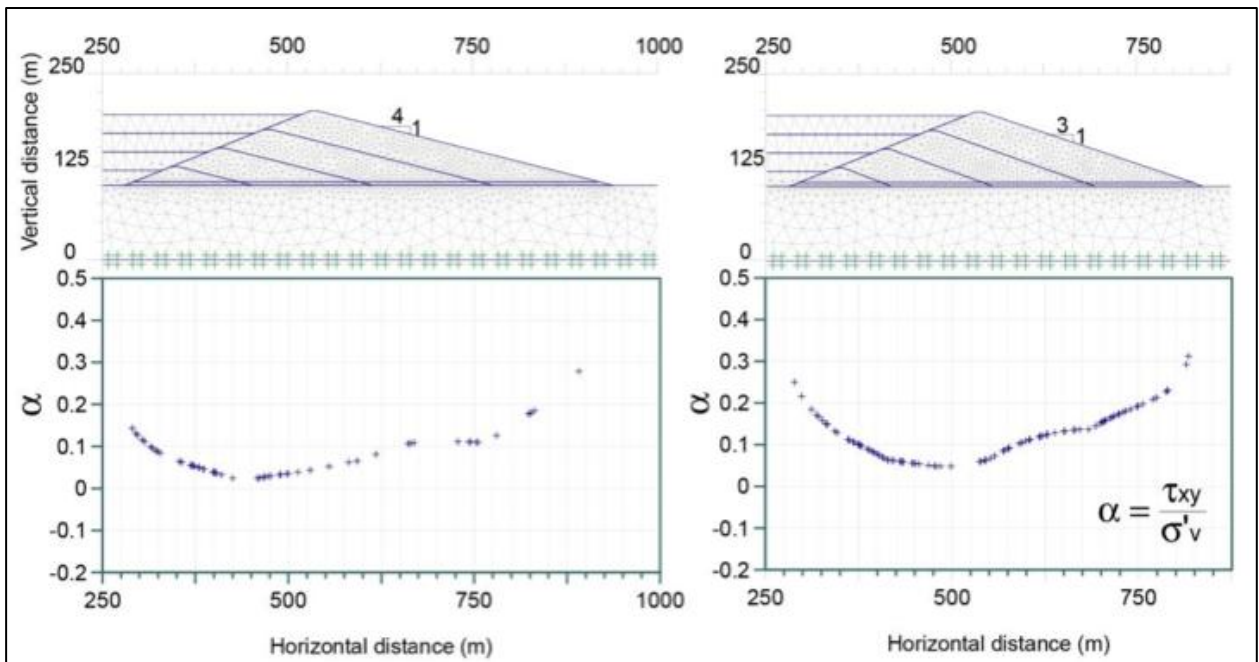 250 500 750 1000
250
125
0
Vertical distance (m)
4
1
0.5
0.4
0.3
0.2
0.1
0
-0.1
-0.2
α
250 500 750 1000
Horizontal distance (m)
250 500 750
250
125
0
3
1
0.5
0.4
0.3
0.2
0.1
0
-0.1
-0.2
α
α = τxy / σ'v
250 500 750
Horizontal distance (m)